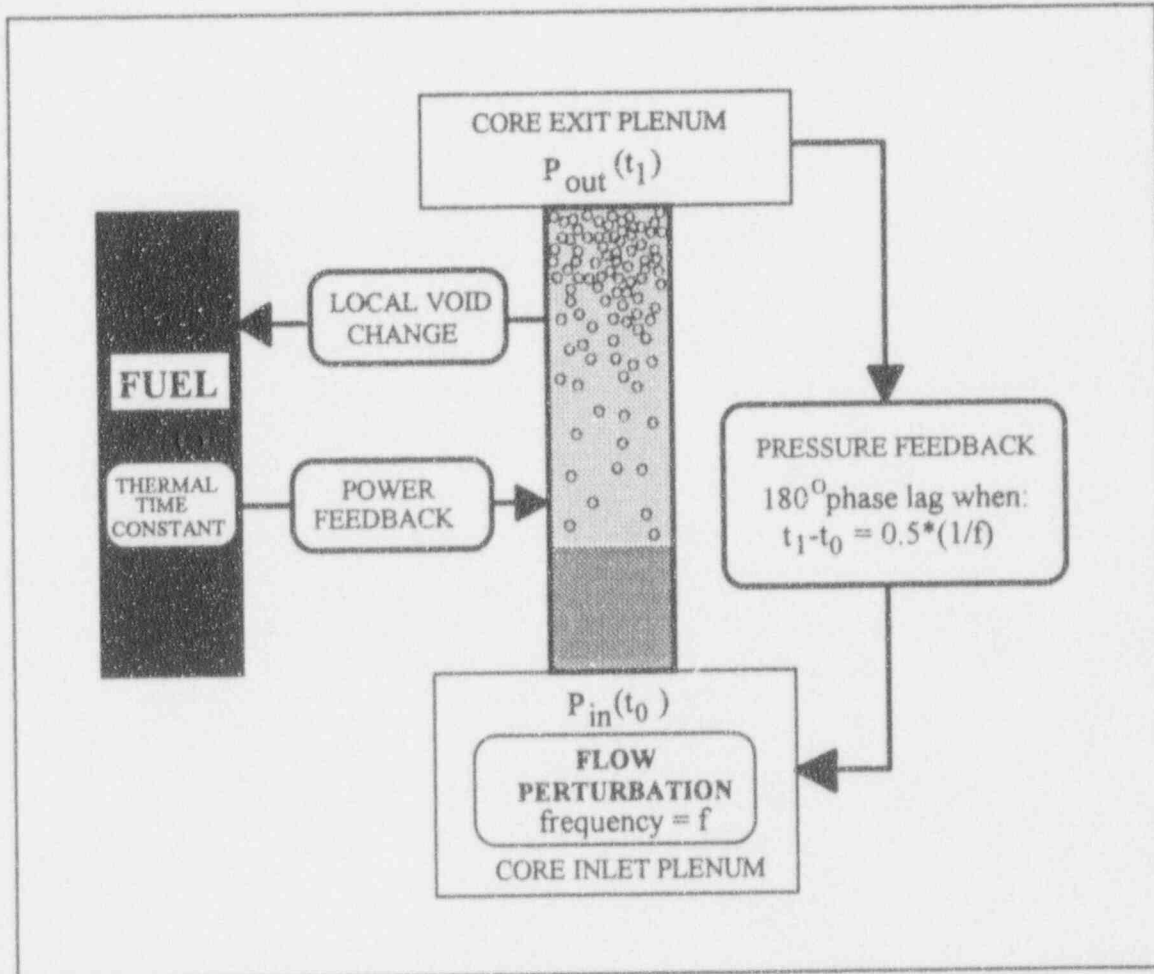 CORE EXIT PLENUM
P_out (t_1)
LOCAL VOID
CHANGE
FUEL
THERMAL
TIME
CONSTANT
POWER
FEEDBACK
PRESSURE FEEDBACK
180° phase lag when:
t_1-t_0 = 0.5*(1/f)
P_in(t_0 )
FLOW
PERTURBATION
frequency = f
CORE INLET PLENUM